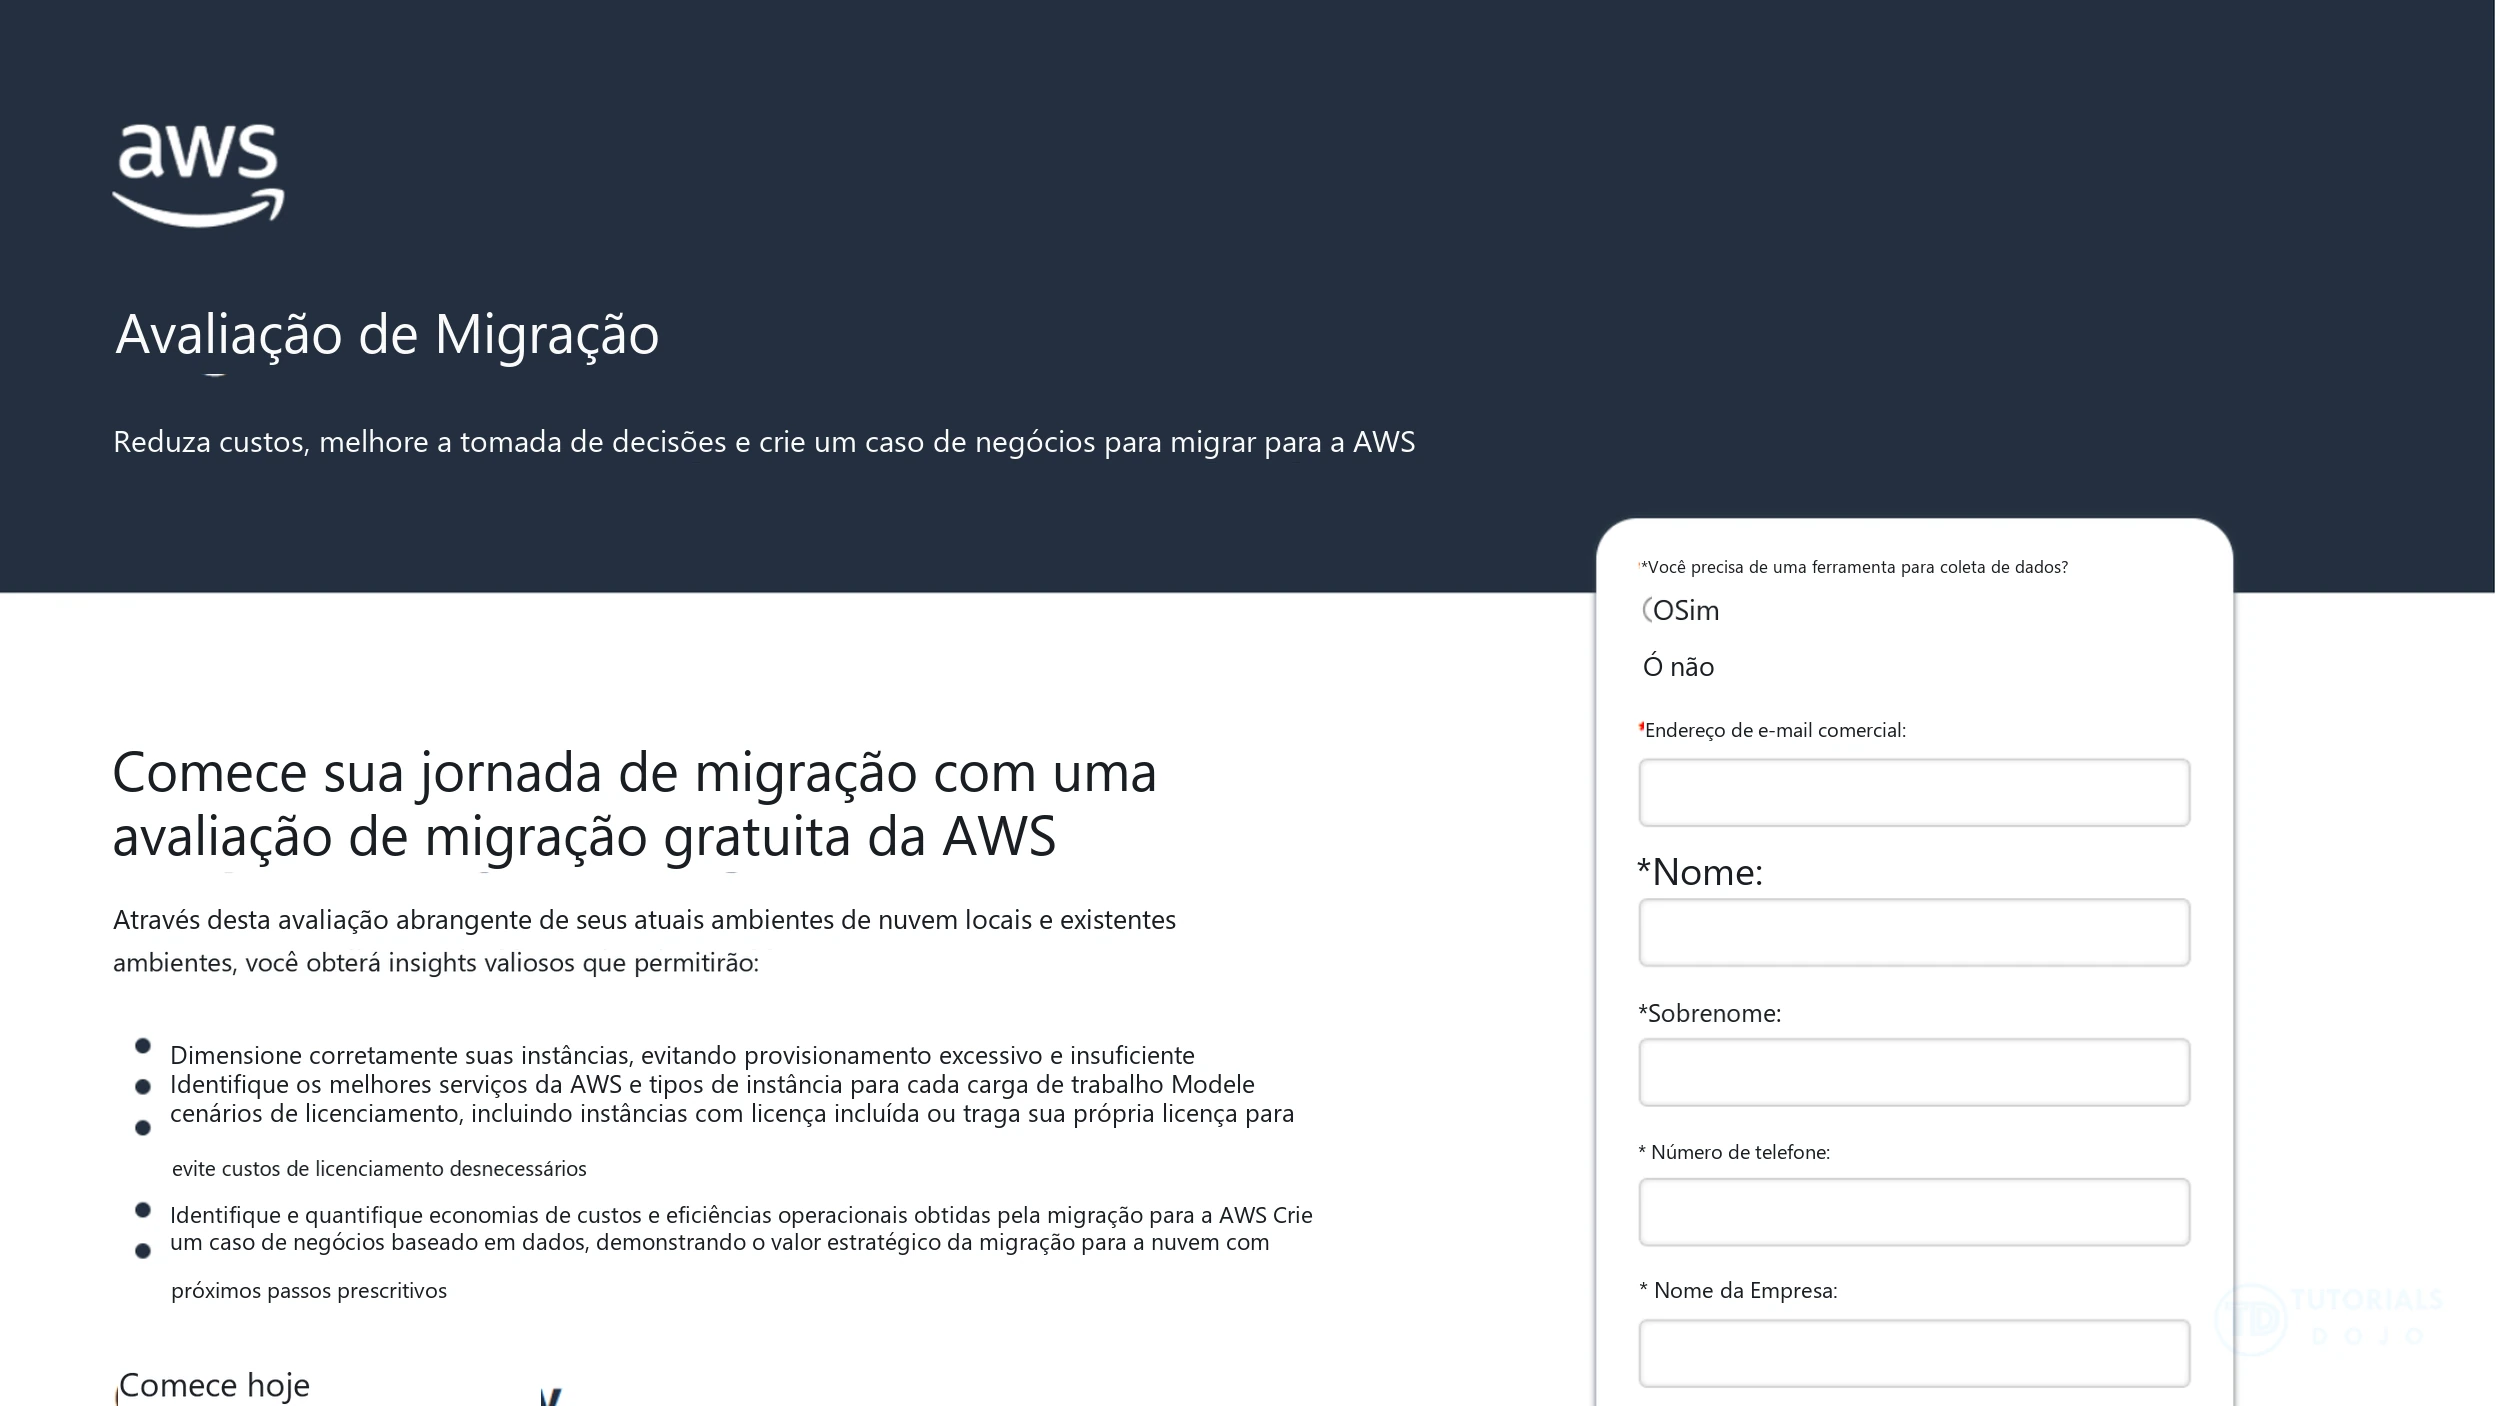 aws
Avaliação de Migração
Reduza custos, melhore a tomada de decisões e crie um caso de negócios para migrar para a AWS
Comece sua jornada de migração com uma
avaliação de migração gratuita da AWS
Através desta avaliação abrangente de seus atuais ambientes de nuvem locais e existentes
ambientes, você obterá insights valiosos que permitirão:
Dimensione corretamente suas instâncias, evitando provisionamento excessivo e insuficiente
Identifique os melhores serviços da AWS e tipos de instância para cada carga de trabalho Modele
cenários de licenciamento, incluindo instâncias com licença incluída ou traga sua própria licença para
evite custos de licenciamento desnecessários
Identifique e quantifique economias de custos e eficiências operacionais obtidas pela migração para a AWS Crie
um caso de negócios baseado em dados, demonstrando o valor estratégico da migração para a nuvem com
próximos passos prescritivos
Comece hoje
*Você precisa de uma ferramenta para coleta de dados?
OSim
Ó não
*Endereço de e-mail comercial:
*Nome:
*Sobrenome:
* Número de telefone:
* Nome da Empresa:
TD TUTORIALS
DOJO